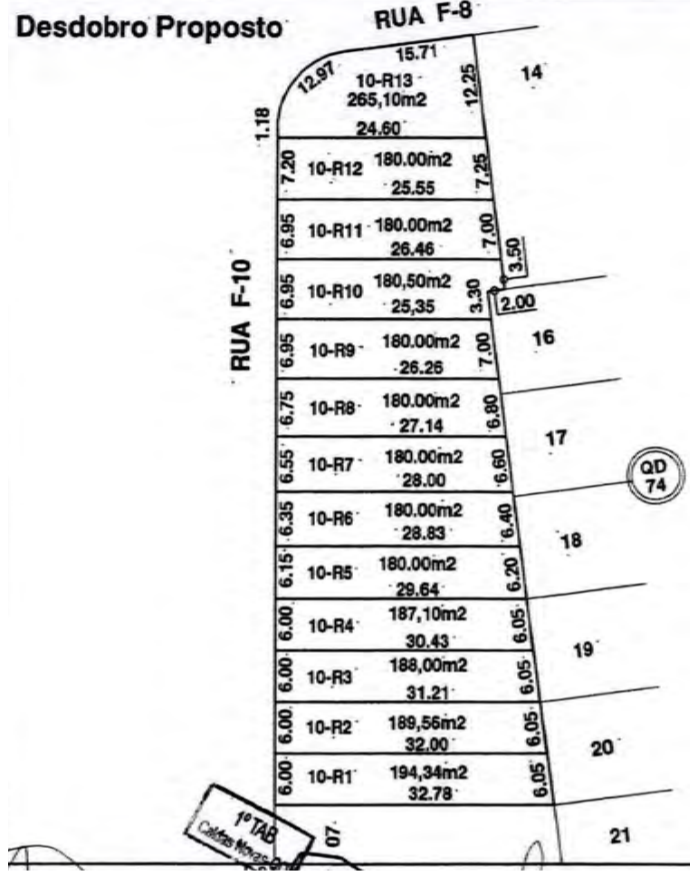 Desdobro Proposto
RUA F-8
15.71
12.97
10-R13
265,10m2
12.25
14
1.18
24.60
7.20 10-R12 180.00m2 7.25
25.55
6.95 10-R11 180.00m2 7.00
26.46
3.50
RUA F-10
6.95 10-R10 180,50m2 3.30
25,35
2.00
6.95 10-R9 180.00m2 7.00
26.26
16
6.75 10-R8 180.00m2 6.80
27.14
17
6.55 10-R7 180.00m2 6.60
28.00
QD
74
6.35 10-R6 180.00m2 6.40
28.83
18
6.15 10-R5 180.00m2 6.20
29.64
6.00 10-R4 187,10m2 6.05
30.43
19
6.00 10-R3 188,00m2 6.05
31.21
6.00 10-R2 189,56m2 6.05
32.00
20
6.00 10-R1 194,34m2 6.05
32.78
1º TAB
Caldas Novas
07
21